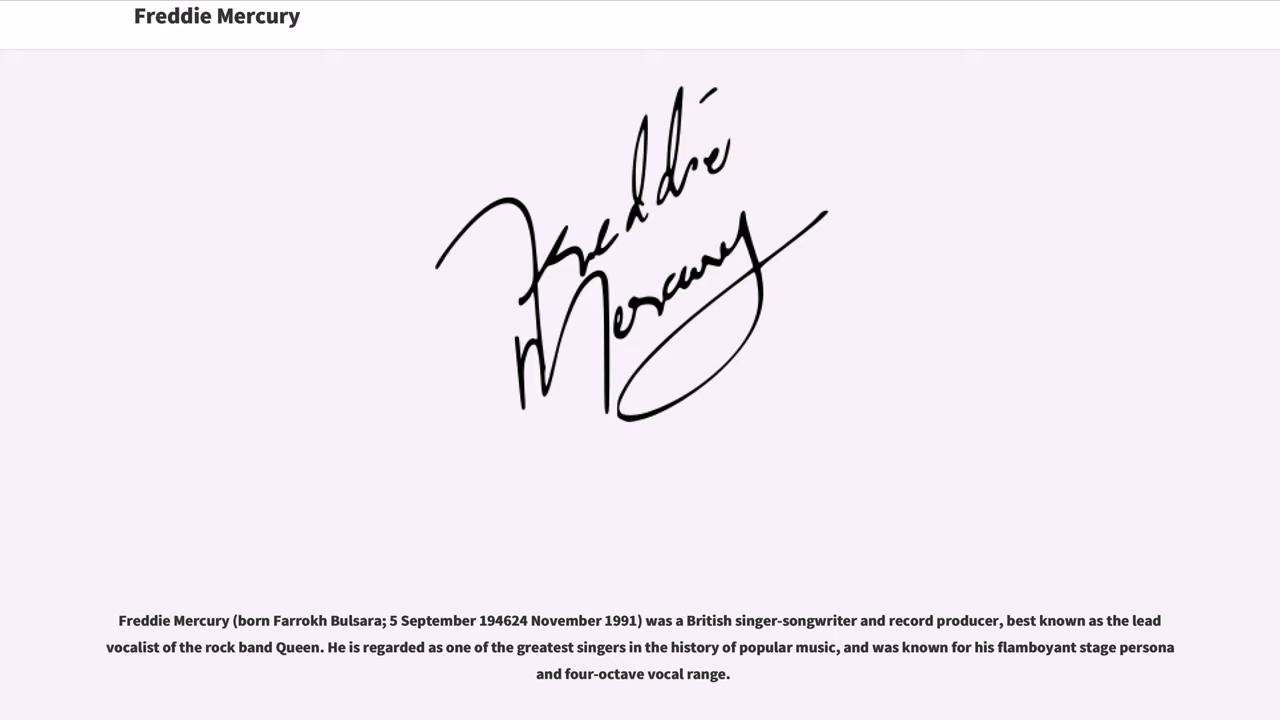 Freddie Mercury
Freddie
Mercury
Freddie Mercury (born Farrokh Bulsara; 5 September 194624 November 1991) was a British singer-songwriter and record producer, best known as the lead
vocalist of the rock band Queen. He is regarded as one of the greatest singers in the history of popular music, and was known for his flamboyant stage persona
and four-octave vocal range.